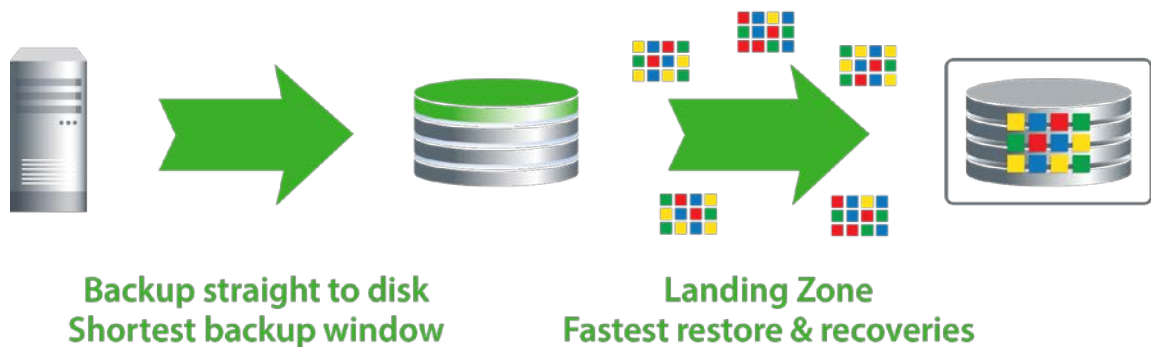 Backup straight to disk
Shortest backup window
Landing Zone
Fastest restore & recoveries